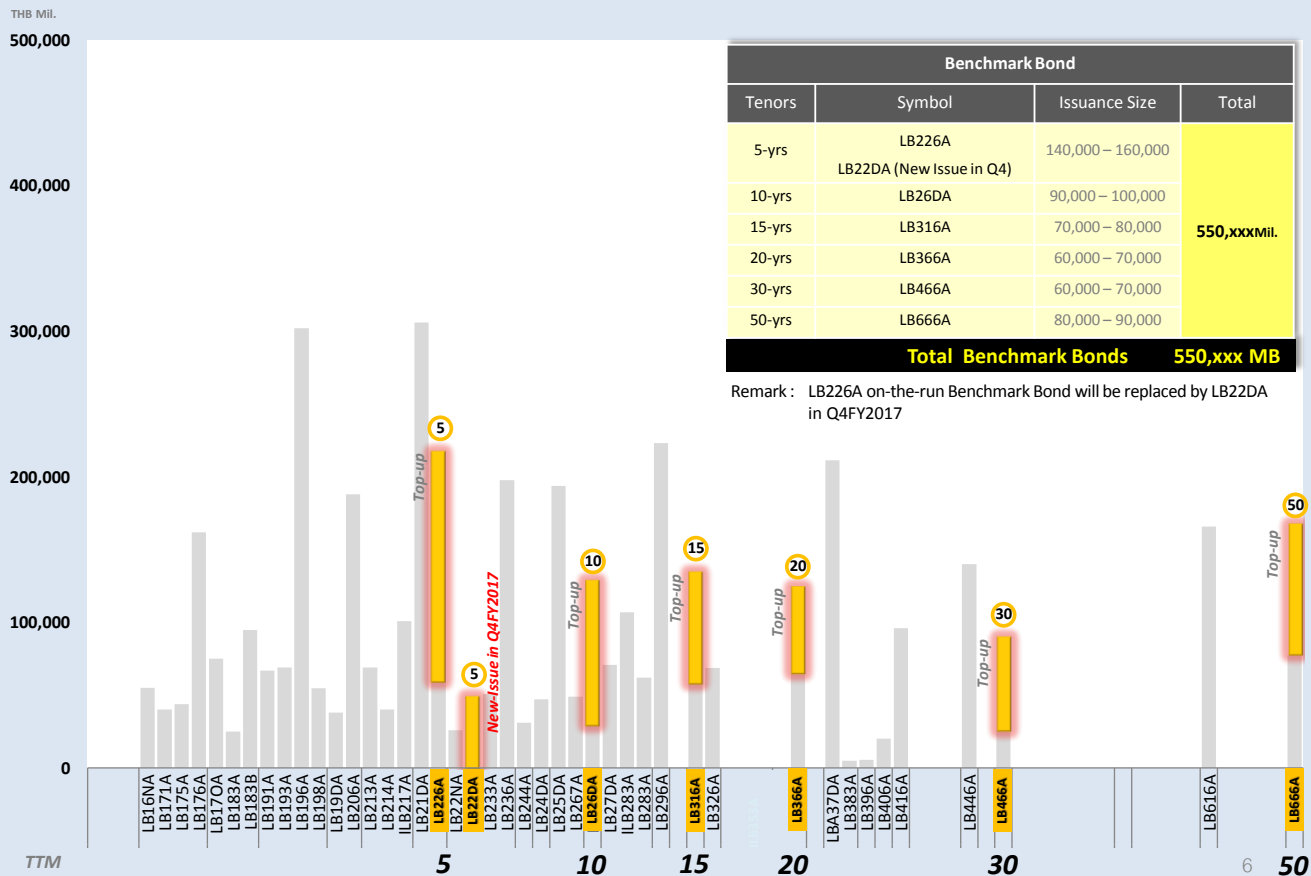 THB Mil.
500,000
400,000
300,000
200,000
100,000
0
Benchmark Bond
Tenors Symbol Issuance Size Total
5-yrs LB226A 140,000 – 160,000
LB22DA (New Issue in Q4)
10-yrs LB26DA 90,000 – 100,000
15-yrs LB316A 70,000 – 80,000
550,xxxMil.
20-yrs LB366A 60,000 – 70,000
30-yrs LB466A 60,000 – 70,000
50-yrs LB666A 80,000 – 90,000
Total Benchmark Bonds 550,xxx MB
Remark : LB226A on-the-run Benchmark Bond will be replaced by LB22DA
in Q4FY2017
5
Top-up
5
New-Issue in Q4FY2017
10
Top-up
15
Top-up
20
Top-up
30
Top-up
50
Top-up
LB16NA
LB171A
LB175A
LB176A
LB17OA
LB183A
LB183B
LB191A
LB193A
LB196A
LB198A
LB19DA
LB206A
LB213A
LB214A
ILB217A
LB21DA
LB226A
LB22NA
LB22DA
LB233A
LB236A
LB244A
LB24DA
LB25DA
LB267A
LB26DA
LB27DA
ILB283A
LB283A
LB296A
LB316A
LB326A
LB366A
LBA37DA
LB383A
LB396A
LB406A
LB416A
LB446A
LB466A
LB616A
LB666A
TTM 5 10 15 20 30 50
6